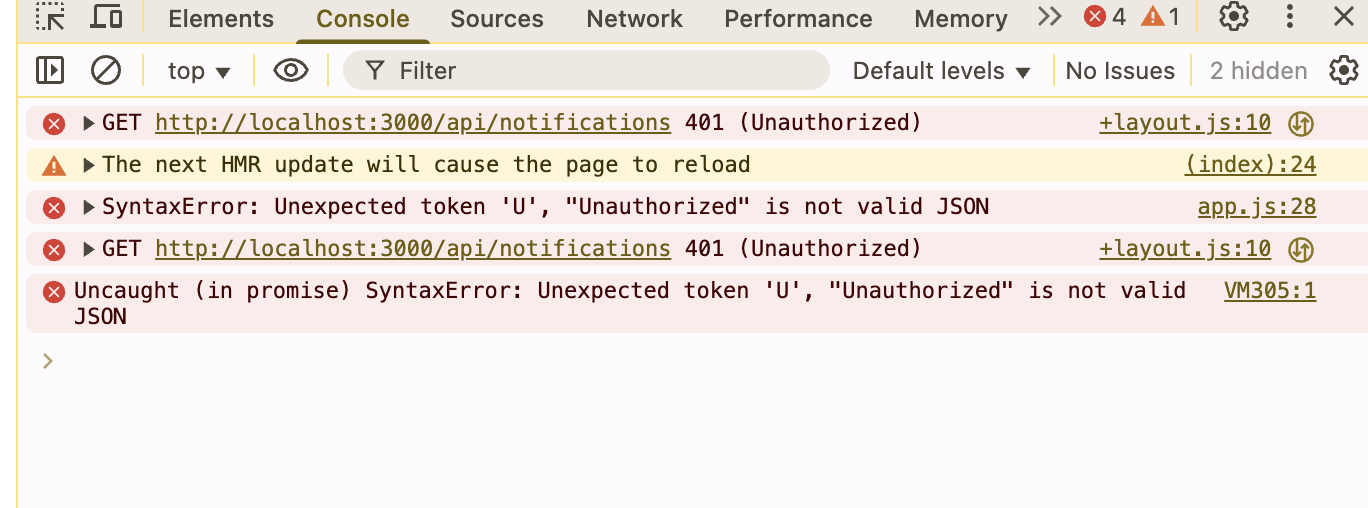 Elements Console Sources Network Performance Memory 4 1
top Filter Default levels No Issues 2 hidden
GET http://localhost:3000/api/notifications 401 (Unauthorized) +layout.js:10
The next HMR update will cause the page to reload (index):24
SyntaxError: Unexpected token 'U', "Unauthorized" is not valid JSON app.js:28
GET http://localhost:3000/api/notifications 401 (Unauthorized) +layout.js:10
Uncaught (in promise) SyntaxError: Unexpected token 'U', "Unauthorized" is not valid VM305:1
JSON